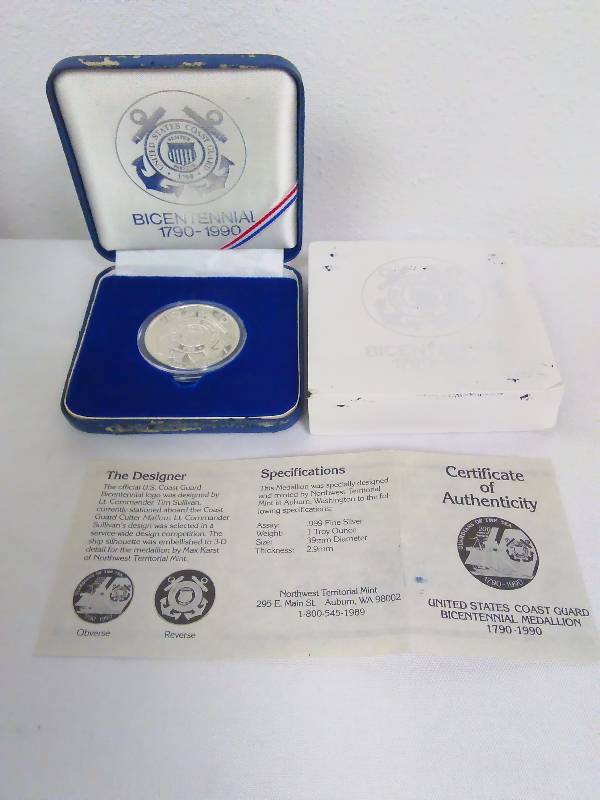 UNITED STATES COAST GUARD
1790
BICENTENNIAL
1790-1990
BICENTENNIAL
The Designer
The official U.S. Coast Guard
Bicentennial logo was designed by
Lt. Commander Tim Sullivan,
currently stationed aboard the Coast
Guard Cutter Mallow. Lt. Commander
Sullivan's design was selected in a
service-wide design competition. The
ship silhouette was embellished to 3-D
detail for the medallion by Max Karst
of Northwest Territorial Mint.
Obverse
Reverse
Specifications
This Medallion was specially designed
and minted by Northwest Territorial
Mint in Auburn, Washington to the fol-
lowing specifications:
Assay: .999 Fine Silver
Weight: 1 Troy Ounce
Size: 39mm Diameter
Thickness: 2.9mm
Northwest Territorial Mint
295 E. Main St. Auburn, WA 98002
1-800-545-1989
Certificate
of
Authenticity
GUARDIANS OF THE SEA
1790-1990
UNITED STATES COAST GUARD
BICENTENNIAL MEDALLION
1790-1990